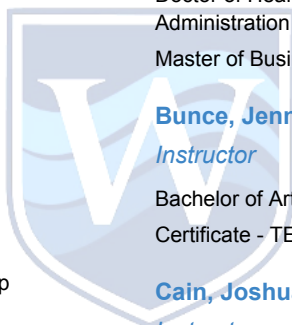 Administration
Master of Busi
Bunce, Jenn
Instructor
Bachelor of Ar
Certificate - TE
p
Cain, Joshu
W